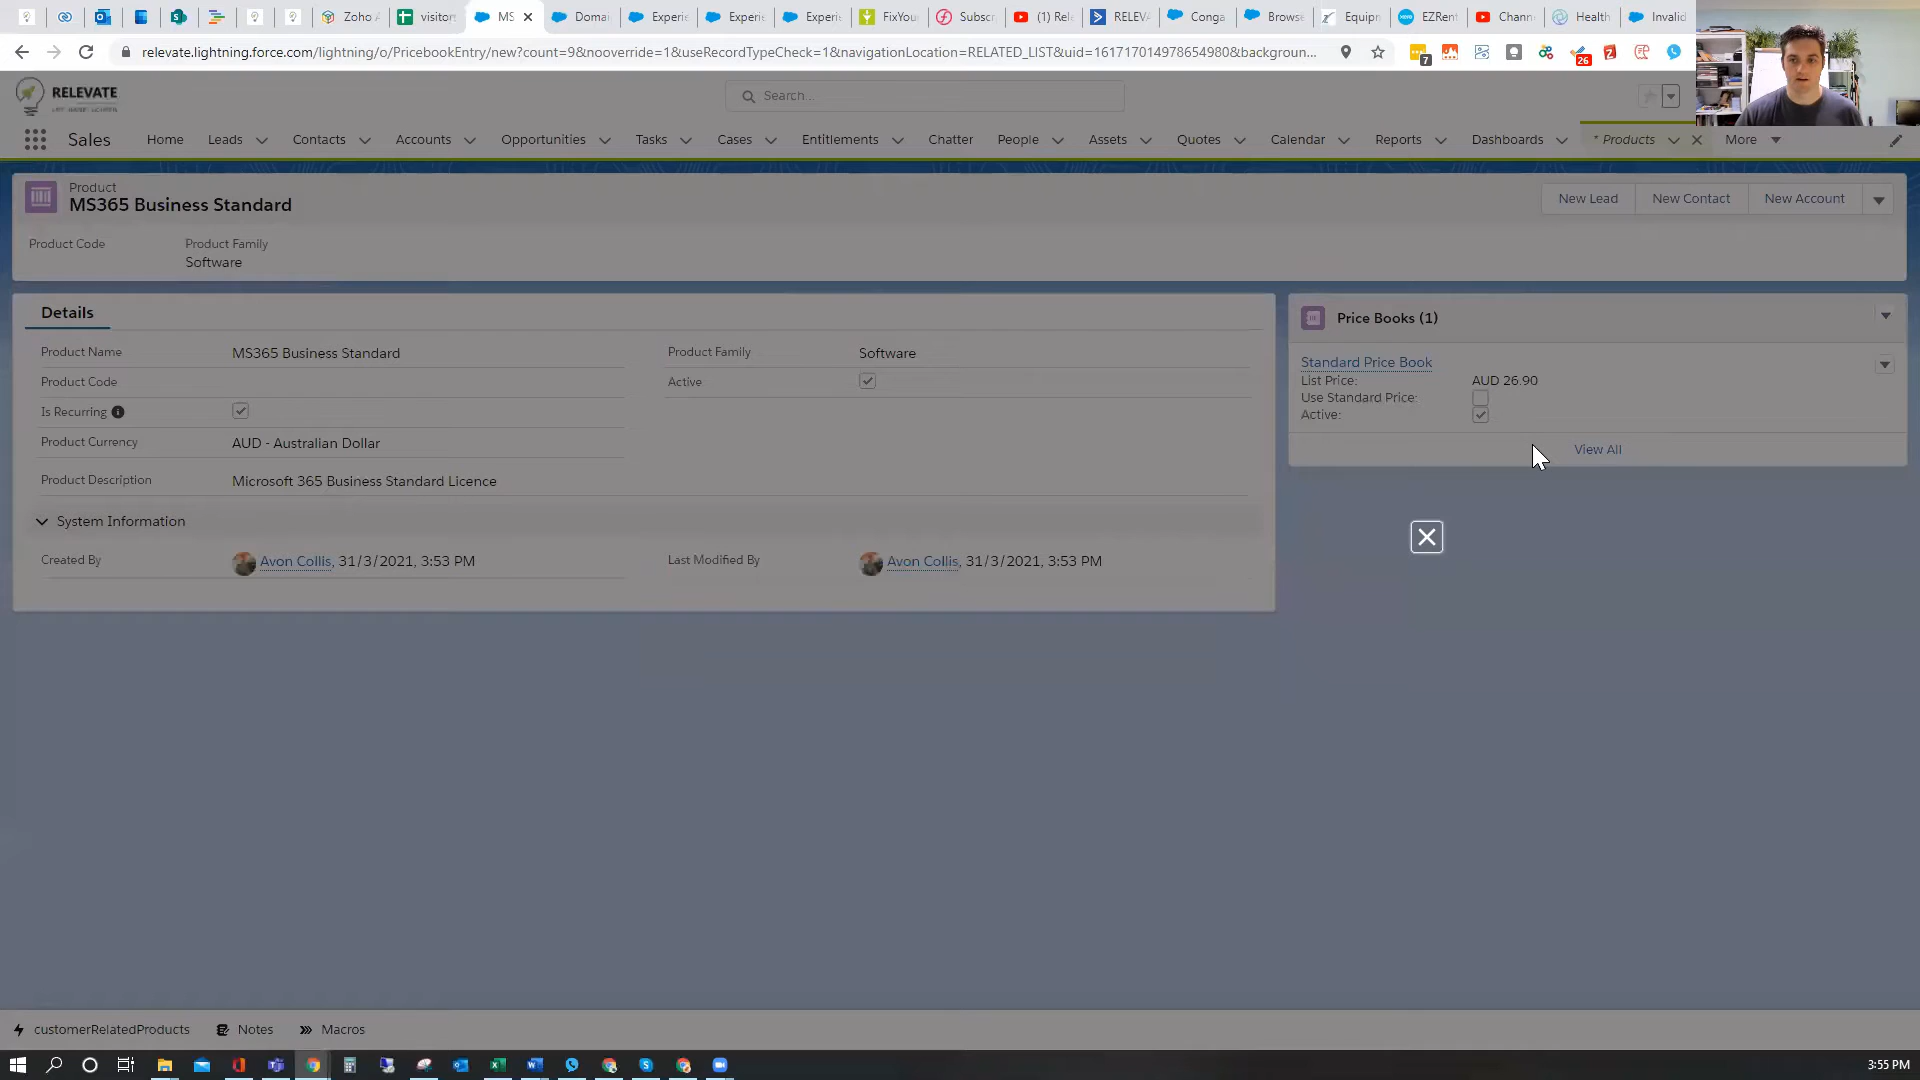 Zoho A
visitor
MS
Domai
Experie
Experie
Experi
FixYou
Subscr
(1) Rel
RELEVA
Conga
Browse
Equipm
EZRent
Chann
Health
Invalid
relevate.lightning.force.com/lightning/o/PricebookEntry/new?count=9&nooverride=1&useRecordTypeCheck=1&navigationLocation=RELATED_LIST&uid=161717014978654980&backgroun...
7
26
RELEVATE
Search...
Sales
Home
Leads
Contacts
Accounts
Opportunities
Tasks
Cases
Entitlements
Chatter
People
Assets
Quotes
Calendar
Reports
Dashboards
* Products
More
Product
MS365 Business Standard
New Lead
New Contact
New Account
Product Code
Product Family
Software
Details
Product Name
MS365 Business Standard
Product Family
Software
Product Code
Active
Is Recurring
Product Currency
AUD - Australian Dollar
Product Description
Microsoft 365 Business Standard Licence
System Information
Created By
Avon Collis, 31/3/2021, 3:53 PM
Last Modified By
Avon Collis, 31/3/2021, 3:53 PM
Price Books (1)
Standard Price Book
List Price:
AUD 26.90
Use Standard Price:
Active:
View All
customerRelatedProducts
Notes
Macros
3:55 PM